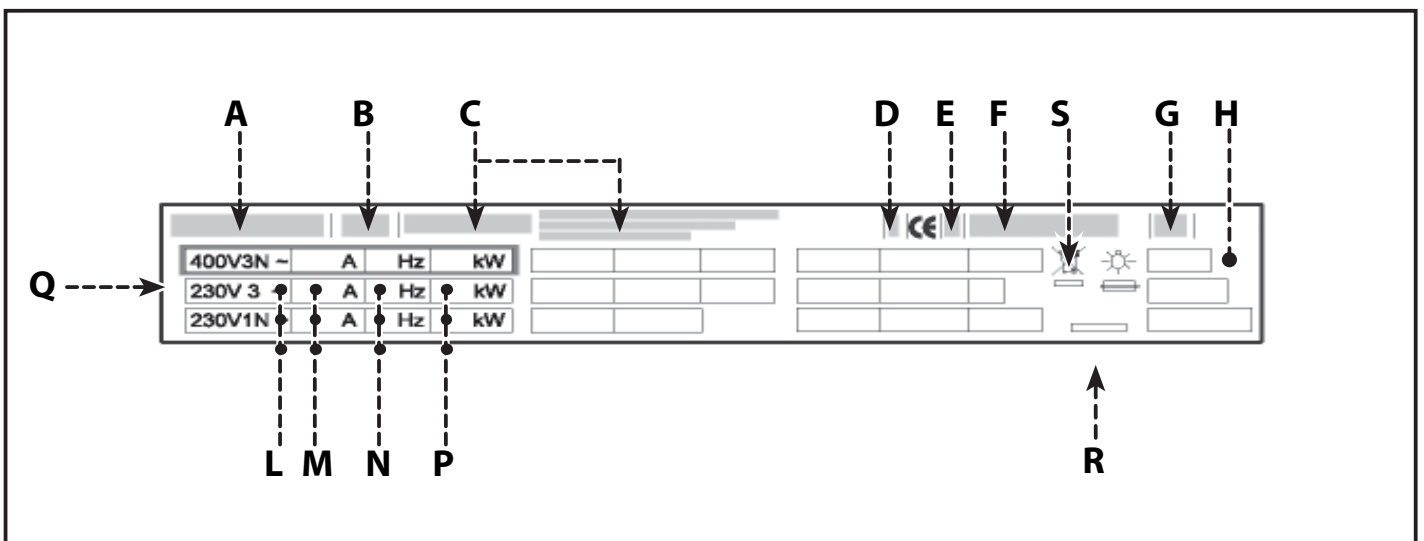 A B C D E F S G H
CE
400V3N ~ A Hz kW
Q
230V 3 ~ A Hz kW
230V1N ~ A Hz kW
L M N P R